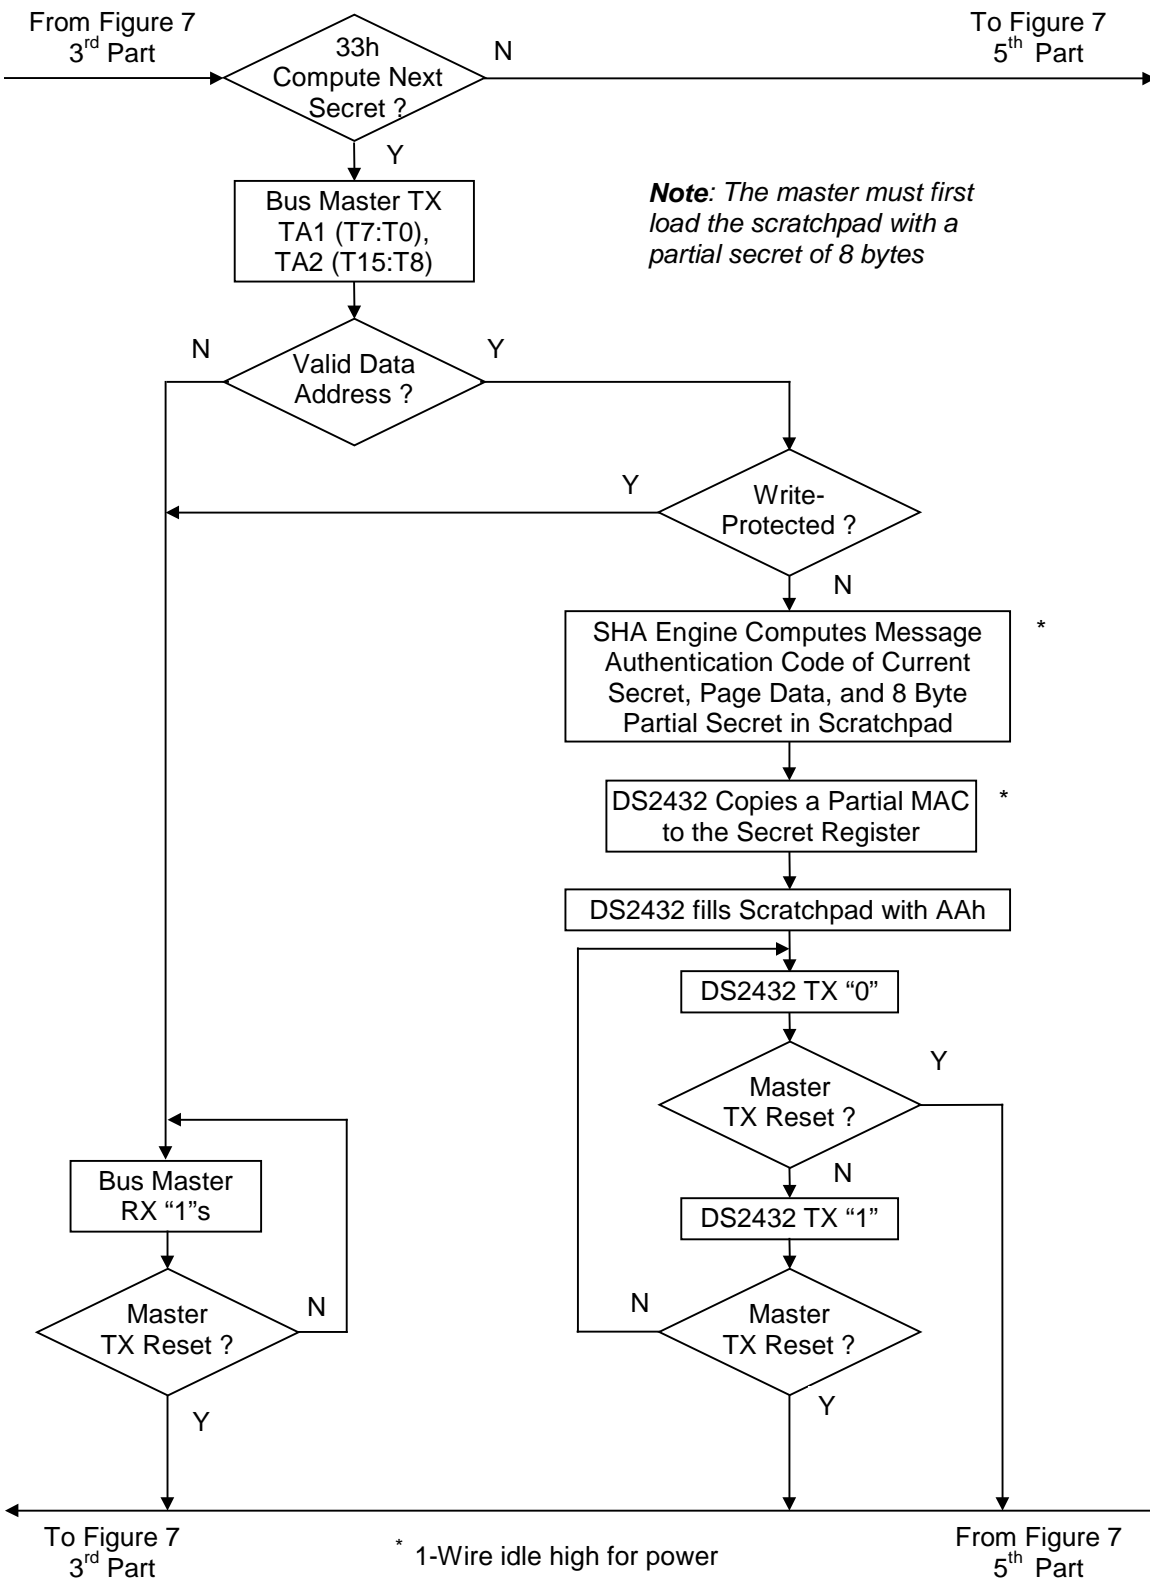 From Figure 7
3rd Part
33h
Compute Next
Secret ?
N
To Figure 7
5th Part
Y
Bus Master TX
TA1 (T7:T0),
TA2 (T15:T8)
Note: The master must first
load the scratchpad with a
partial secret of 8 bytes
N
Valid Data
Address ?
Y
Y
Write-
Protected ?
N
SHA Engine Computes Message
Authentication Code of Current
Secret, Page Data, and 8 Byte
Partial Secret in Scratchpad
*
DS2432 Copies a Partial MAC
to the Secret Register
*
DS2432 fills Scratchpad with AAh
DS2432 TX “0”
Master
TX Reset ?
Y
N
DS2432 TX “1”
Bus Master
RX “1”s
Master
TX Reset ?
N
Y
N
Master
TX Reset ?
Y
To Figure 7
3rd Part
* 1-Wire idle high for power
From Figure 7
5th Part